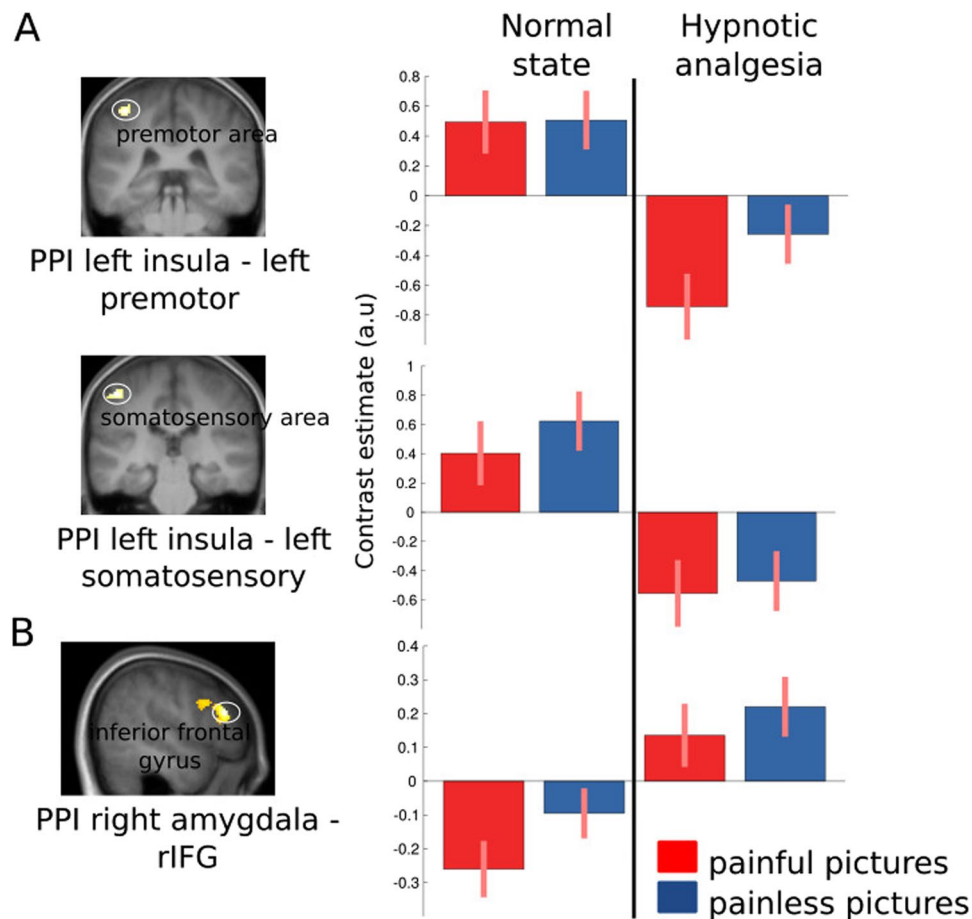 A
Normal
state
Hypnotic
analgesia
premotor area
PPI left insula - left
premotor
0.8
0.6
0.4
0.2
0
-0.2
-0.4
-0.6
-0.8
Contrast estimate (a.u)
somatosensory area
PPI left insula - left
somatosensory
1
0.8
0.6
0.4
0.2
0
-0.2
-0.4
-0.6
B
inferior frontal
gyrus
PPI right amygdala -
rIFG
0.4
0.3
0.2
0.1
0
-0.1
-0.2
-0.3
painful pictures
painless pictures